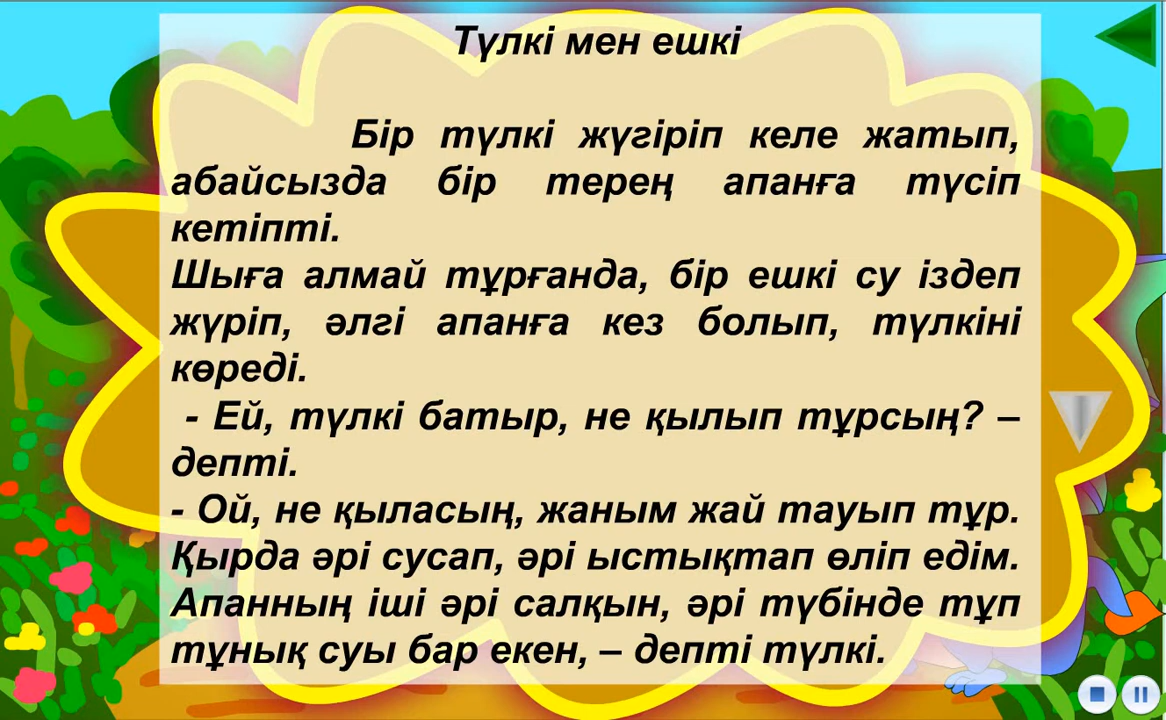 Түлкі мен ешкі
Бір түлкі жүгіріп келе жатып,
абайсызда бір терең апанға түсіп
кетіпті.
Шыға алмай тұрғанда, бір ешкі су іздеп
жүріп, әлгі апанға кез болып, түлкіні
көреді.
- Ей, түлкі батыр, не қылып тұрсың? –
депті.
- Ой, не қыласың, жаным жай тауып тұр.
Қырда әрі сусап, әрі ыстықтап өліп едім.
Апанның іші әрі салқын, әрі түбінде тұп
тұнық суы бар екен, – депті түлкі.